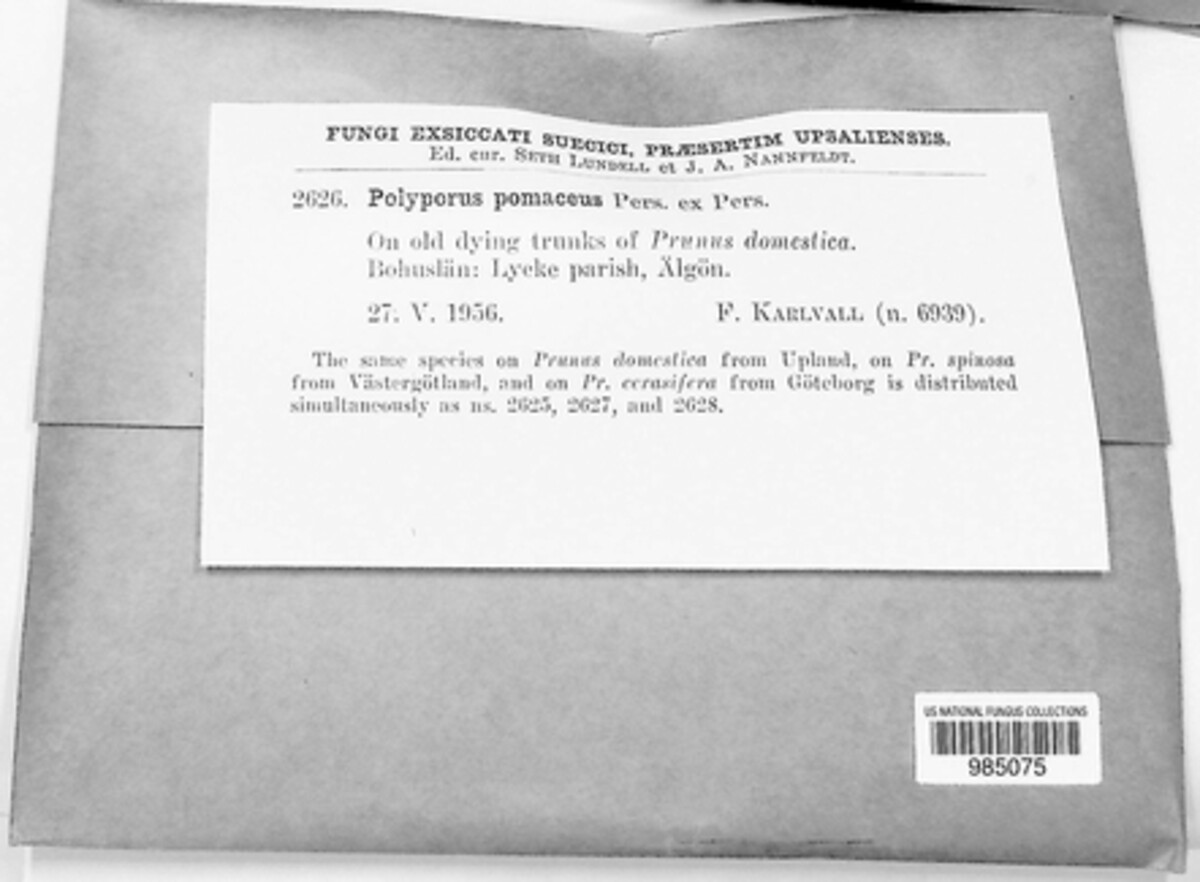 FUNGI EXSICCATI SUECICI, PRÆSERTIM UPSALIENSES.
Ed. cur. SETH LUNDELL et J. A. NANNFELDT.
2626. Polyporus pomaceus Pers. ex Pers.
On old dying trunks of Prunus domestica.
Bohuslän: Lycke parish, Älgön.
27. V. 1956. F. KARLVALL (n. 6939).
The same species on Prunus domestica from Upland, on Pr. spinosa
from Västergötland, and on Pr. cerasifera from Göteborg is distributed
simultaneously as ns. 2625, 2627, and 2628.
US NATIONAL FUNGUS COLLECTIONS
985075